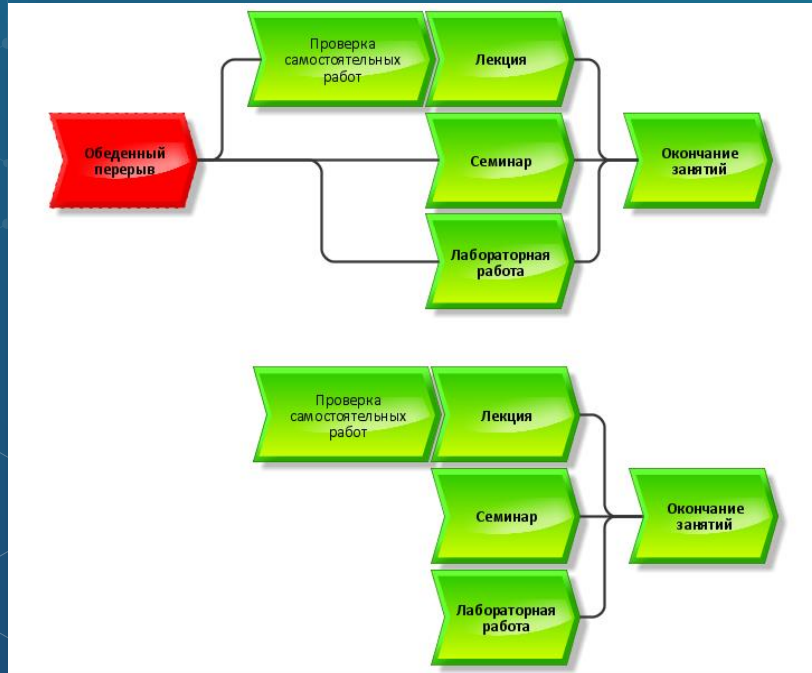 Проверка
самостоятельных
работ
Лекция
Обеденный
перерыв
Семинар
Окончание
занятий
Лабораторная
работа
Проверка
самостоятельных
работ
Лекция
Семинар
Окончание
занятий
Лабораторная
работа